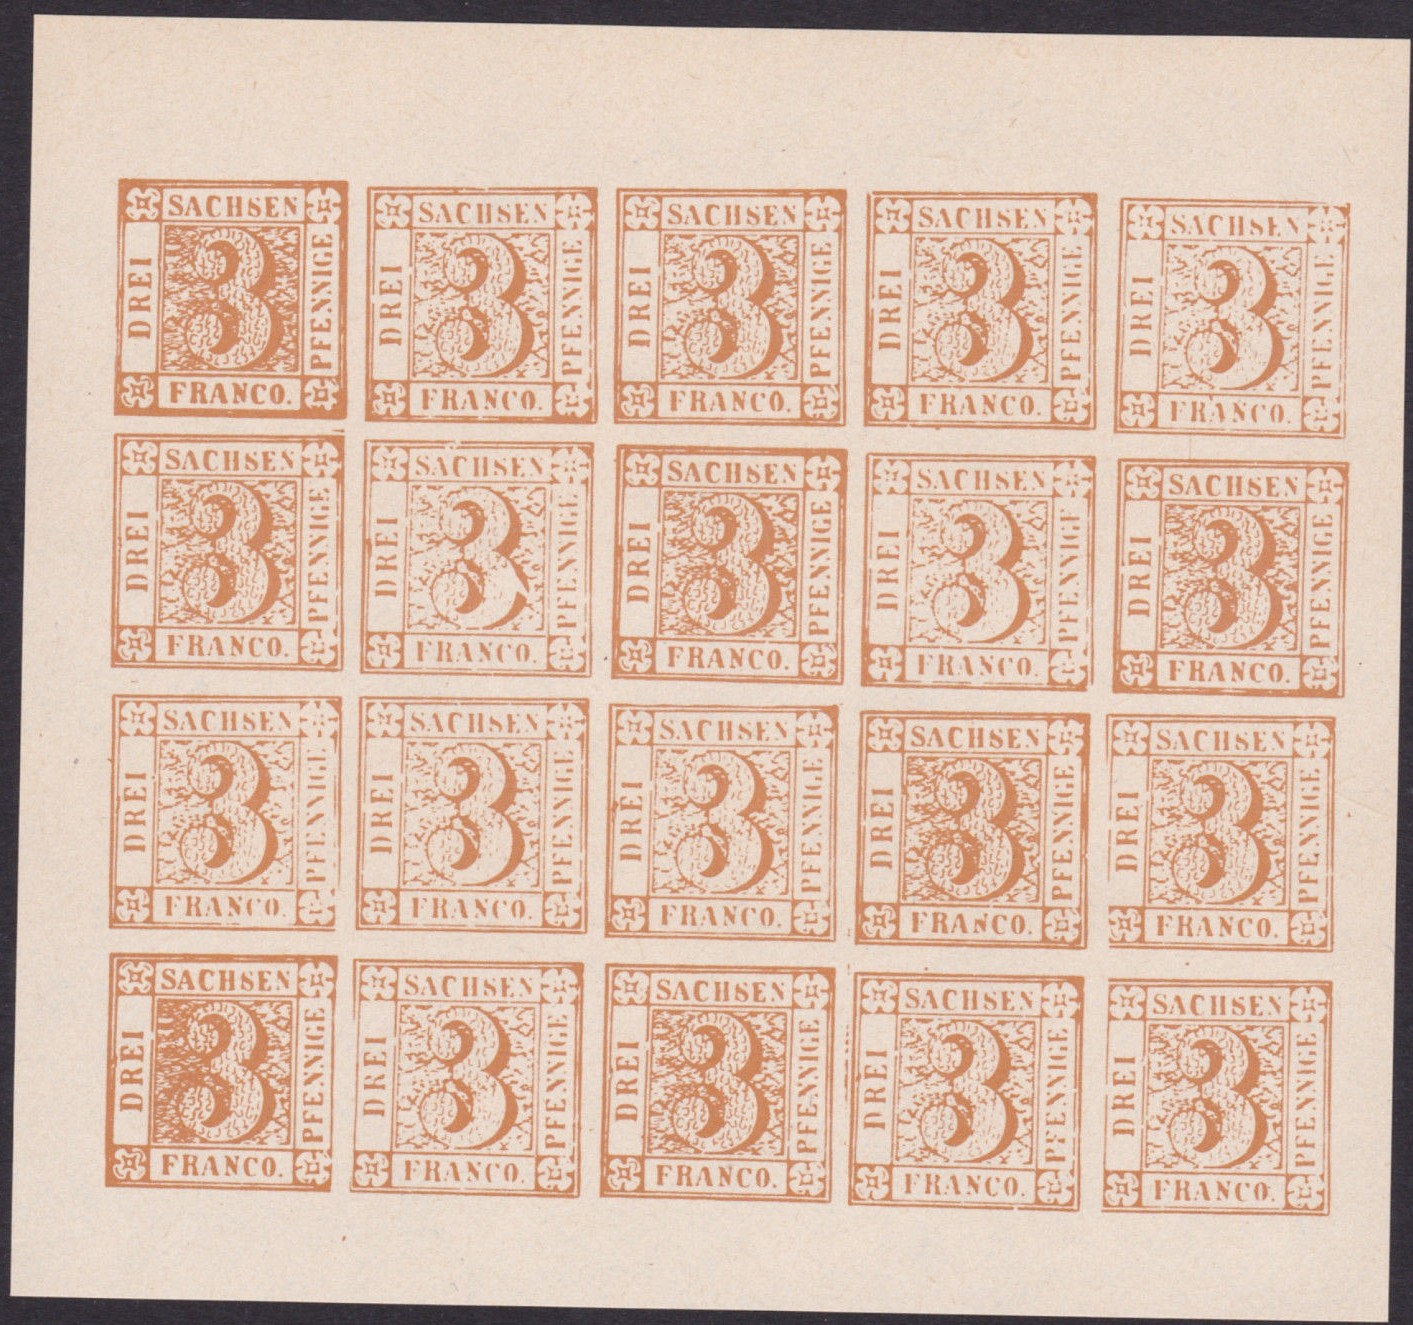 SACHSEN
DREI
3
PFENNIGE
FRANCO.
SACHSEN
DREI
3
PFENNIGE
FRANCO.
SACHSEN
DREI
3
PFENNIGE
FRANCO.
SACHSEN
DREI
3
PFENNIGE
FRANCO.
SACHSEN
DREI
3
PFENNIGE
FRANCO.
SACHSEN
DREI
3
PFENNIGE
FRANCO.
SACHSEN
DREI
3
PFENNIGE
FRANCO.
SACHSEN
DREI
3
PFENNIGE
FRANCO.
SACHSEN
DREI
3
PFENNIGE
FRANCO.
SACHSEN
DREI
3
PFENNIGE
FRANCO.
SACHSEN
DREI
3
PFENNIGE
FRANCO.
SACHSEN
DREI
3
PFENNIGE
FRANCO.
SACHSEN
DREI
3
PFENNIGE
FRANCO.
SACHSEN
DREI
3
PFENNIGE
FRANCO.
SACHSEN
DREI
3
PFENNIGE
FRANCO.
SACHSEN
DREI
3
PFENNIGE
FRANCO.
SACHSEN
DREI
3
PFENNIGE
FRANCO.
SACHSEN
DREI
3
PFENNIGE
FRANCO.
SACHSEN
DREI
3
PFENNIGE
FRANCO.
SACHSEN
DREI
3
PFENNIGE
FRANCO.